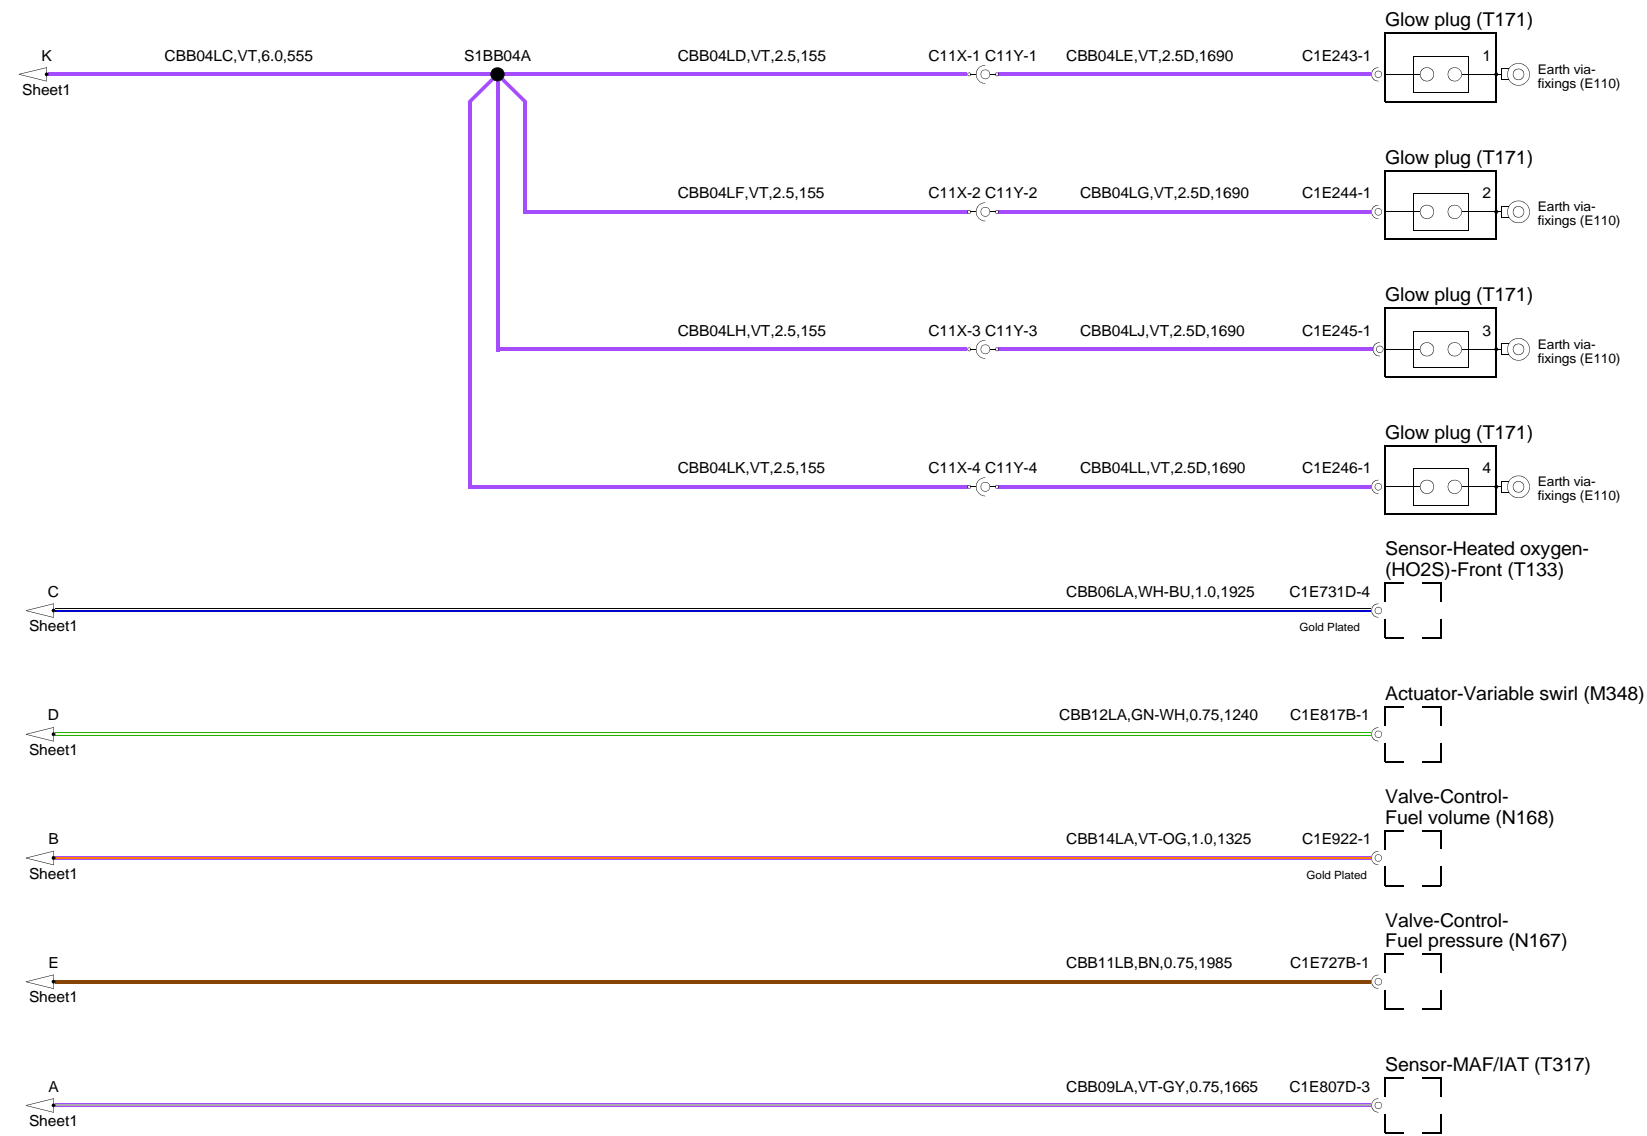 Glow plug (T171)
K
CBB04LC,VT,6.0,555
S1BB04A
CBB04LD,VT,2.5,155
C11X-1 C11Y-1
CBB04LE,VT,2.5D,1690
C1E243-1
1
Earth via-
fixings (E110)
Sheet1
Glow plug (T171)
CBB04LF,VT,2.5,155
C11X-2 C11Y-2
CBB04LG,VT,2.5D,1690
C1E244-1
2
Earth via-
fixings (E110)
Glow plug (T171)
CBB04LH,VT,2.5,155
C11X-3 C11Y-3
CBB04LJ,VT,2.5D,1690
C1E245-1
3
Earth via-
fixings (E110)
Glow plug (T171)
CBB04LK,VT,2.5,155
C11X-4 C11Y-4
CBB04LL,VT,2.5D,1690
C1E246-1
4
Earth via-
fixings (E110)
Sensor-Heated oxygen-
(HO2S)-Front (T133)
C
CBB06LA,WH-BU,1.0,1925
C1E731D-4
Sheet1
Gold Plated
Actuator-Variable swirl (M348)
D
CBB12LA,GN-WH,0.75,1240
C1E817B-1
Sheet1
Valve-Control-
Fuel volume (N168)
B
CBB14LA,VT-OG,1.0,1325
C1E922-1
Sheet1
Gold Plated
Valve-Control-
Fuel pressure (N167)
E
CBB11LB,BN,0.75,1985
C1E727B-1
Sheet1
Sensor-MAF/IAT (T317)
A
CBB09LA,VT-GY,0.75,1665
C1E807D-3
Sheet1